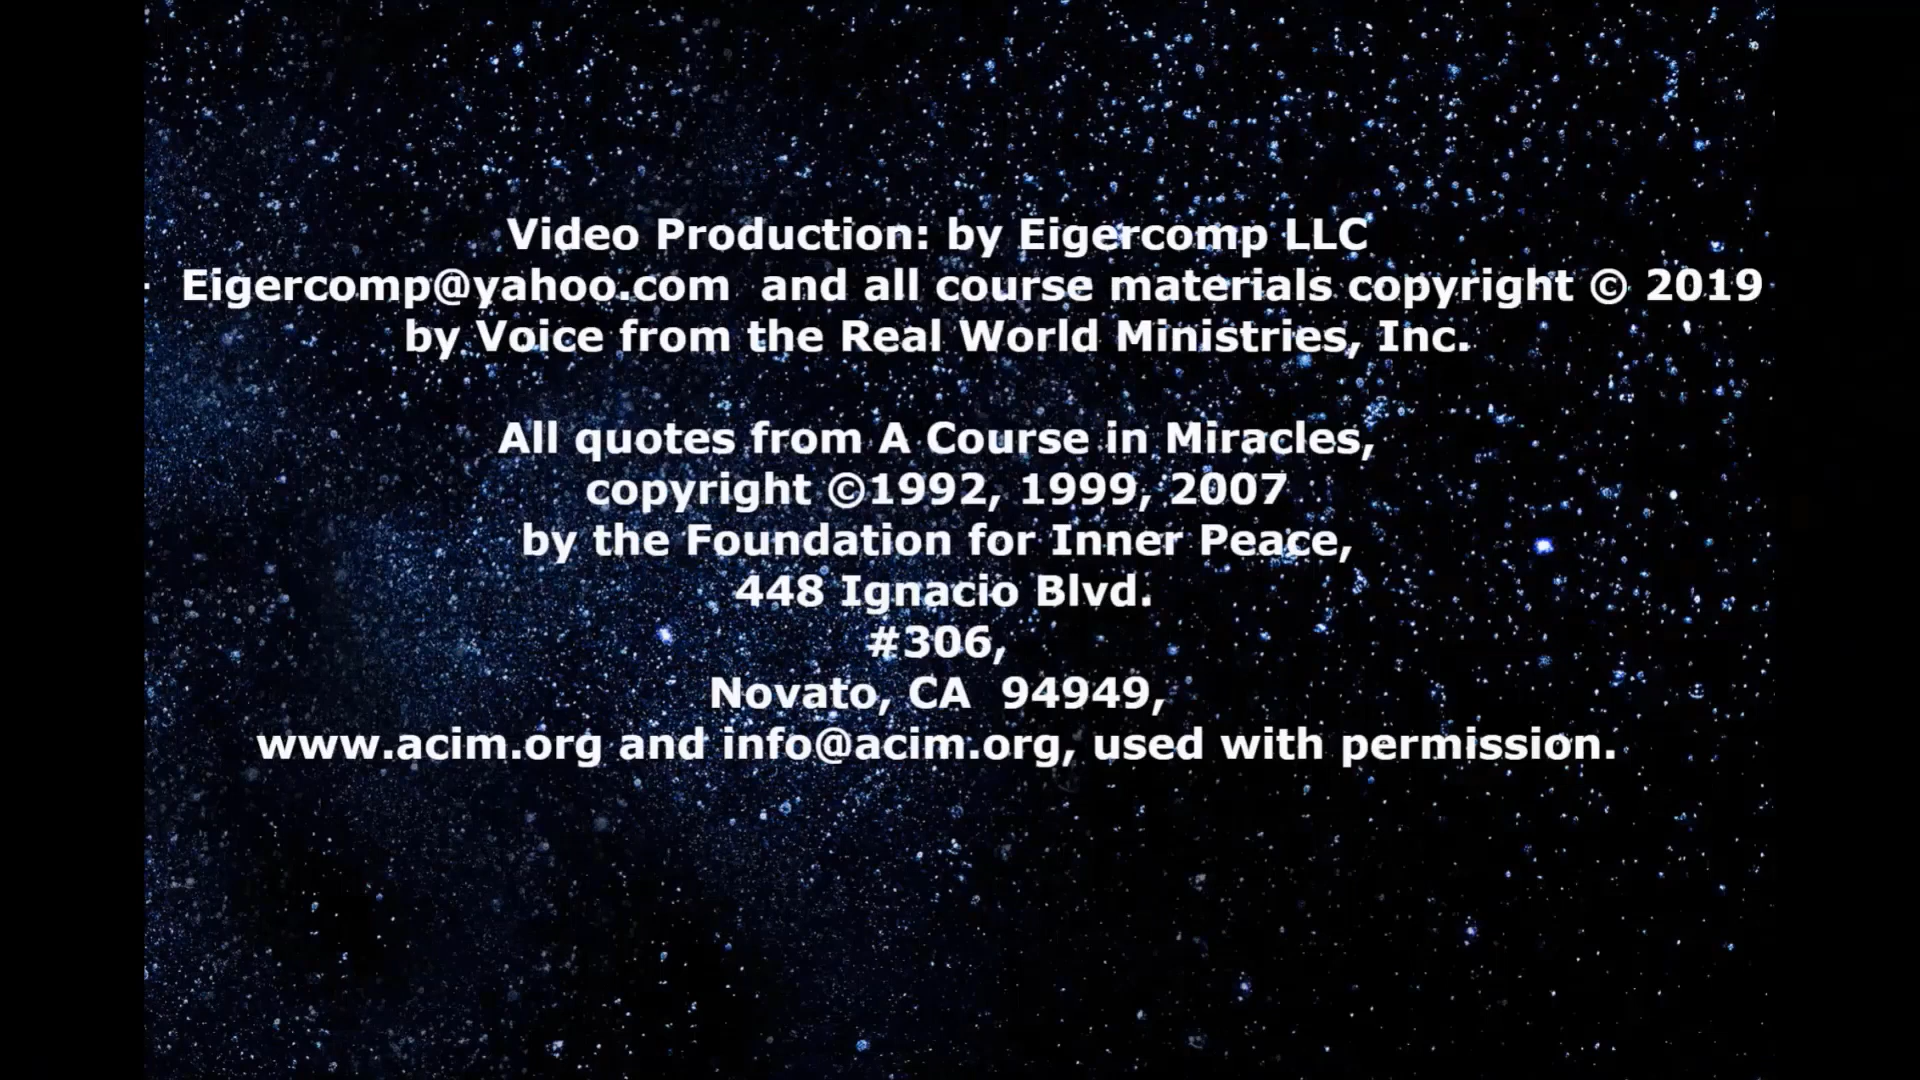 Video Production: by Eigercomp LLC
Eigercomp@yahoo.com and all course materials copyright © 2019
by Voice from the Real World Ministries, Inc.
All quotes from A Course in Miracles,
copyright ©1992, 1999, 2007
by the Foundation for Inner Peace,
448 Ignacio Blvd.
#306,
Novato, CA 94949,
www.acim.org and info@acim.org, used with permission.